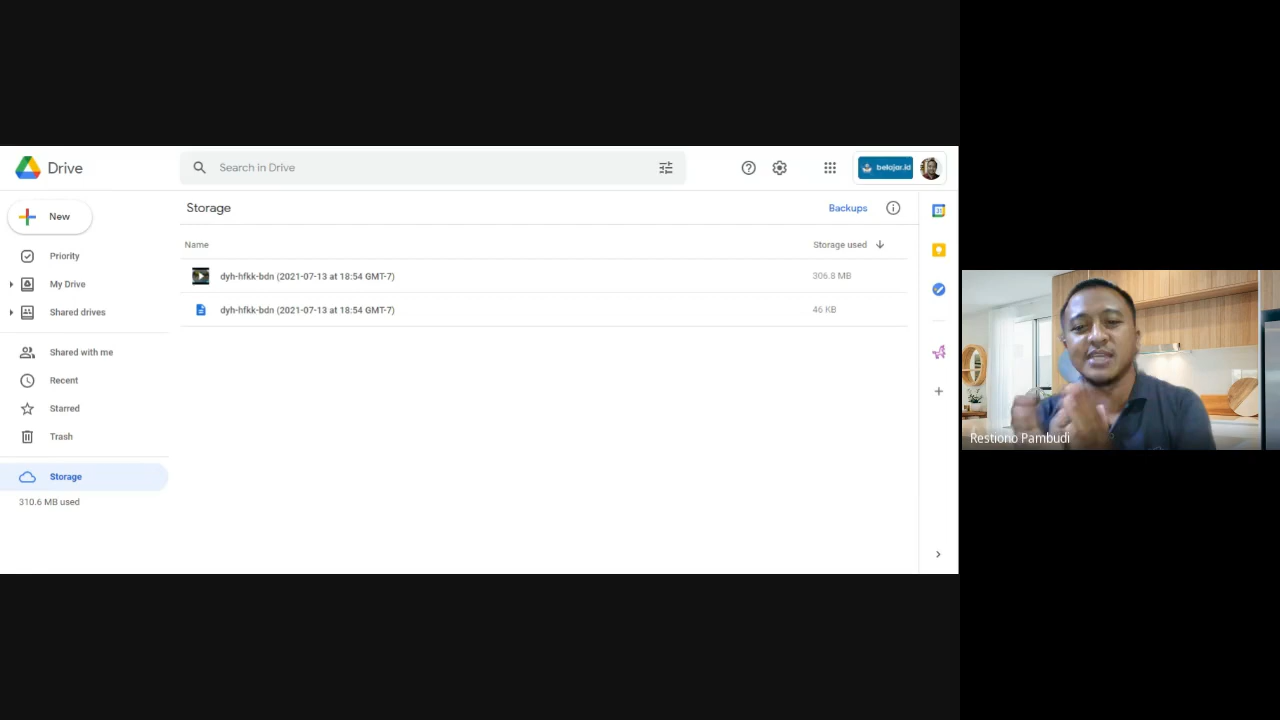 Drive
Search in Drive
belajar.id
New
Storage
Backups
Name
Storage used
Priority
dyh-hfkk-bdn (2021-07-13 at 18:54 GMT-7)
306.8 MB
My Drive
dyh-hfkk-bdn (2021-07-13 at 18:54 GMT-7)
46 KB
Shared drives
Shared with me
Recent
Starred
Trash
Storage
310.6 MB used
Restiono Pambudi